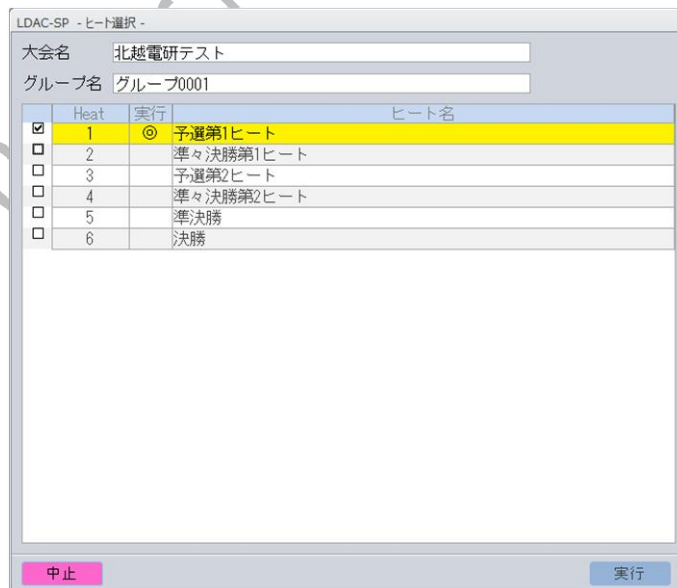 LDAC-SP - ヒート選択 -
大会名 北越電研テスト
グループ名 グループ0001
Heat 実行 ヒート名
☑ 1 ◎ 予選第1ヒート
☐ 2 準々決勝第1ヒート
☐ 3 予選第2ヒート
☐ 4 準々決勝第2ヒート
☐ 5 準決勝
☐ 6 決勝
中止 実行